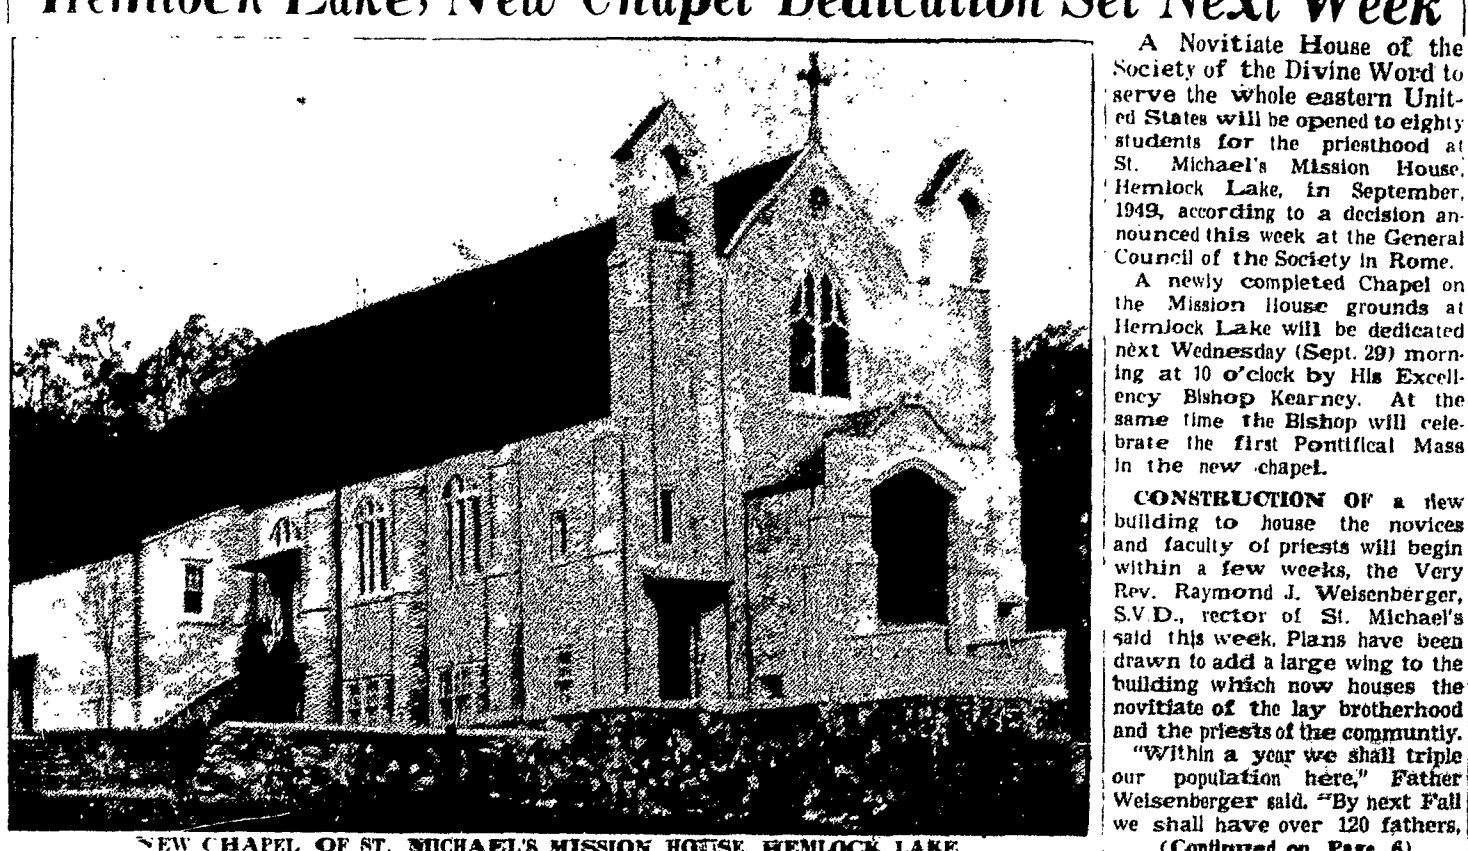 Hemlock Lake, New Chapel Dedication Set Next Week
A Novitiate House of the
Society of the Divine Word to
serve the whole eastern Unit-
ed States will be opened to eighty
students for the priesthood at
St. Michael's Mission House,
Hemlock Lake, in September,
1949, according to a decision an-
nounced this week at the General
Council of the Society in Rome.
A newly completed Chapel on
the Mission House grounds at
Hemlock Lake will be dedicated
next Wednesday (Sept. 29) morn-
ing at 10 o'clock by His Excell-
ency Bishop Kearney. At the
same time the Bishop will cele-
brate the first Pontifical Mass
in the new chapel.
CONSTRUCTION OF a new
building to house the novices
and faculty of priests will begin
within a few weeks, the Very
Rev. Raymond J. Weisenberger,
S.V.D., rector of St. Michael's
said this week. Plans have been
drawn to add a large wing to the
building which now houses the
novitiate of the lay brotherhood
and the priests of the communtiy.
"Within a year we shall triple
our population here," Father
Weisenberger said. "By next Fall
we shall have over 120 fathers,
(Continued on Page 6)
NEW CHAPEL OF ST. MICHAEL'S MISSION HOUSE, HEMLOCK LAKE